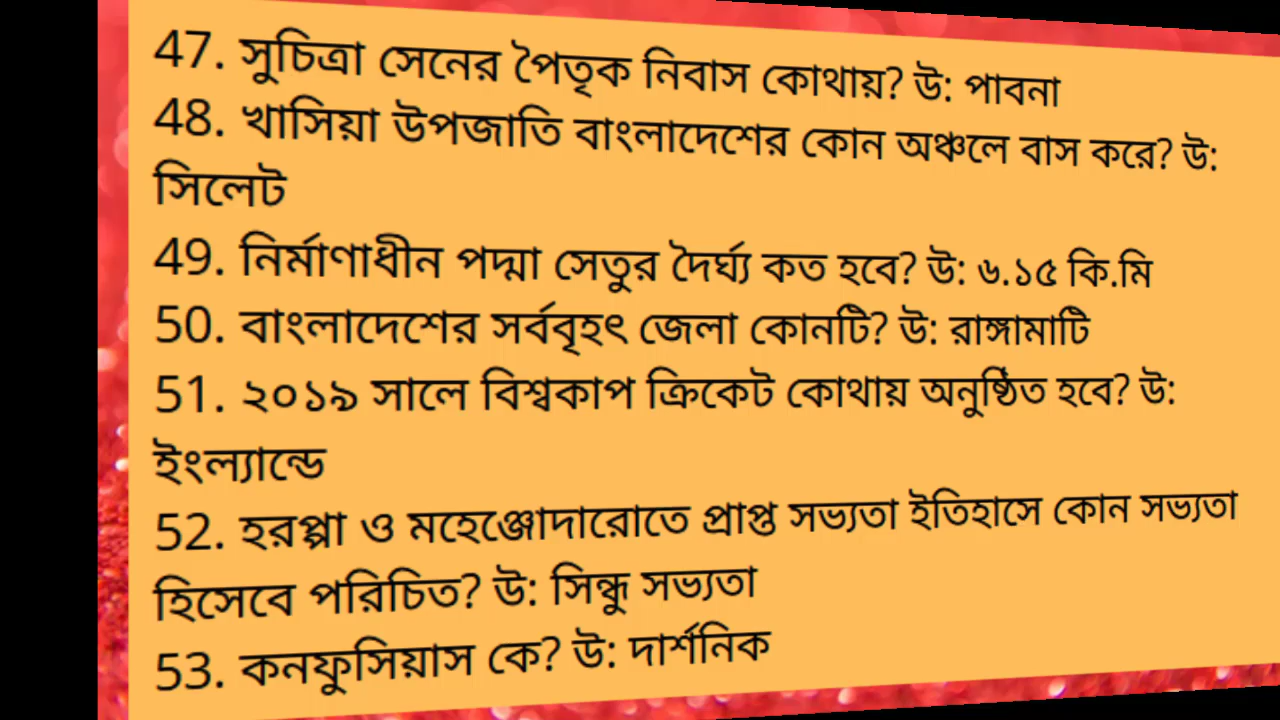 47. সুচিত্রা সেনের পৈতৃক নিবাস কোথায়? উ: পাবনা
48. খাসিয়া উপজাতি বাংলাদেশের কোন অঞ্চলে বাস করে? উ:
সিলেট
49. নির্মাণাধীন পদ্মা সেতুর দৈর্ঘ্য কত হবে? উ: ৬.১৫ কি.মি
50. বাংলাদেশের সর্ববৃহৎ জেলা কোনটি? উ: রাঙ্গামাটি
51. ২০১৯ সালে বিশ্বকাপ ক্রিকেট কোথায় অনুষ্ঠিত হবে? উ:
ইংল্যান্ডে
52. হরপ্পা ও মহেঞ্জোদারোতে প্রাপ্ত সভ্যতা ইতিহাসে কোন সভ্যতা
হিসেবে পরিচিত? উ: সিন্ধু সভ্যতা
53. কনফুসিয়াস কে? উ: দার্শনিক